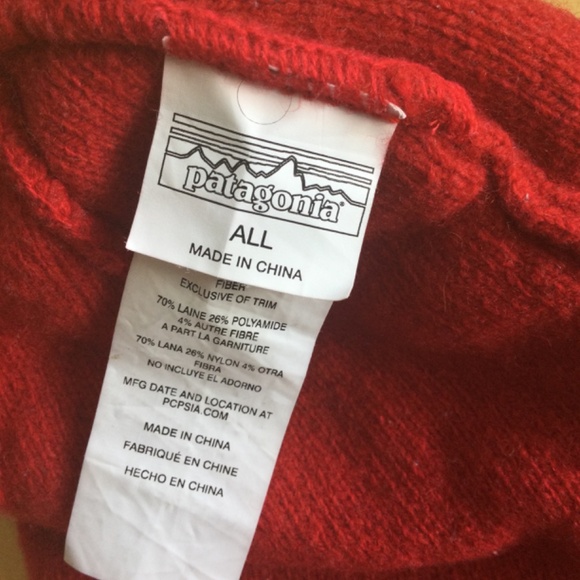 patagonia®
ALL
MADE IN CHINA
FIBER
EXCLUSIVE OF TRIM
70% LAINE 26% POLYAMIDE
4% AUTRE FIBRE
A PART LA GARNITURE
70% LANA 26% NYLON 4% OTRA
FIBRA
NO INCLUYE EL ADORNO
MFG DATE AND LOCATION AT
PCPSIA COM
MADE IN CHINA
FABRIQUÉ EN CHINE
HECHO EN CHINA